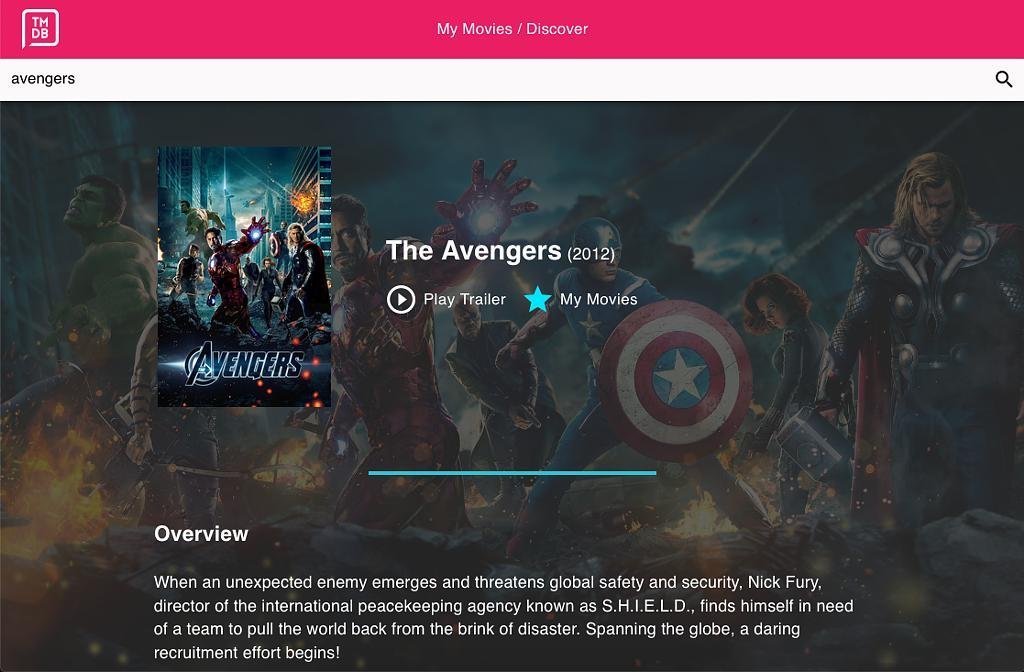 TM
DB
My Movies / Discover
avengers
The Avengers (2012)
Play Trailer
My Movies
AVENGERS
Overview
When an unexpected enemy emerges and threatens global safety and security, Nick Fury,
director of the international peacekeeping agency known as S.H.I.E.L.D., finds himself in need
of a team to pull the world back from the brink of disaster. Spanning the globe, a daring
recruitment effort begins!